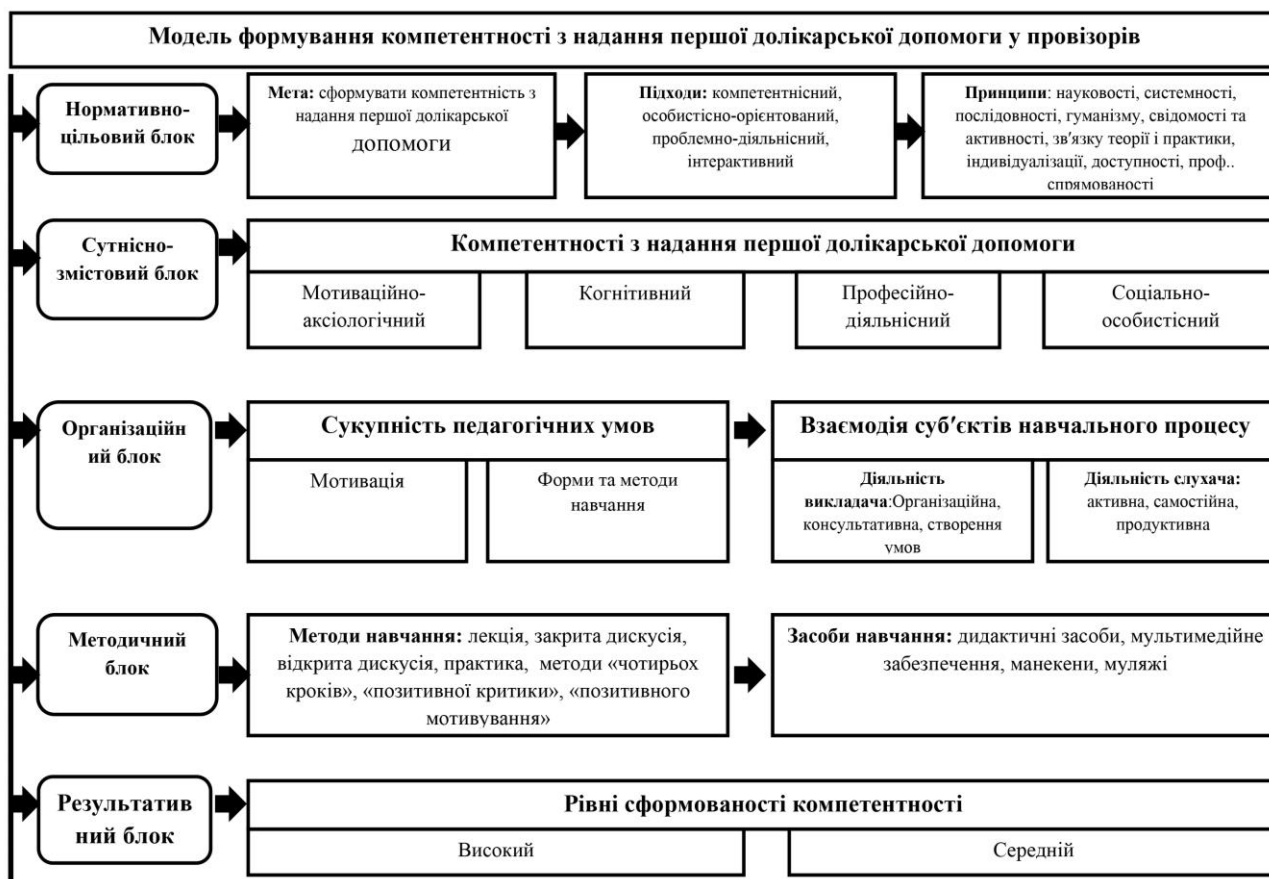 Модель формування компетентності з надання першої долікарської допомоги у провізорів
Нормативно-
цільовий блок
Мета: сформувати компетентність з
надання першої долікарської
допомоги
Підходи: компетентнісний,
особистісно-орієнтований,
проблемно-діяльнісний,
інтерактивний
Принципи: науковості, системності,
послідовності, гуманізму, свідомості та
активності, зв′язку теорії і практики,
індивідуалізації, доступності, проф..
спрямованості
Сутнісно-
змістовий блок
Компетентності з надання першої долікарської допомоги
Мотиваційно-
аксіологічний
Когнітивний
Професійно-
діяльнісний
Соціально-
особистісний
Організаційн
ий блок
Сукупність педагогічних умов
Мотивація
Форми та методи
навчання
Взаємодія суб′єктів навчального процесу
Діяльність
викладача:Організаційна,
консультативна, створення
умов
Діяльність слухача:
активна, самостійна,
продуктивна
Методичний
блок
Методи навчання: лекція, закрита дискусія,
відкрита дискусія, практика, методи «чотирьох
кроків», «позитивної критики», «позитивного
мотивування»
Засоби навчання: дидактичні засоби, мультимедійне
забезпечення, манекени, муляжі
Результатив
ний блок
Рівні сформованості компетентності
Високий
Середній